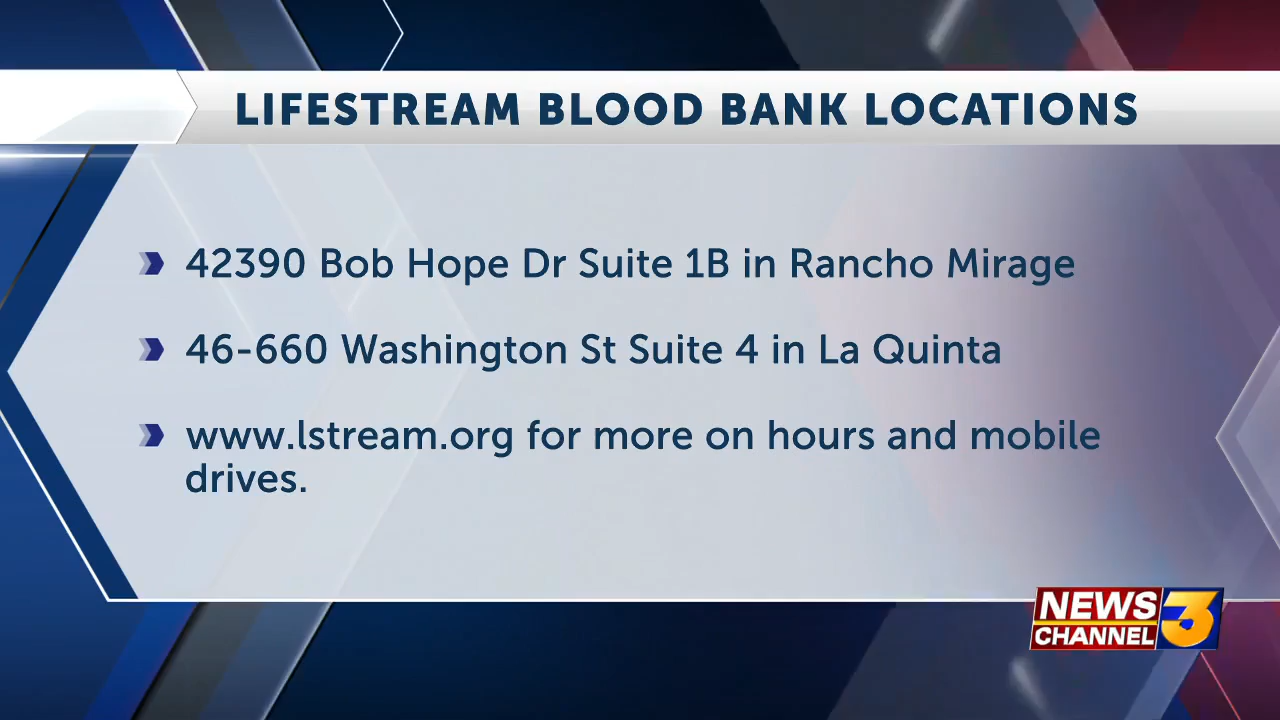 LIFESTREAM BLOOD BANK LOCATIONS
42390 Bob Hope Dr Suite 1B in Rancho Mirage
46-660 Washington St Suite 4 in La Quinta
www.lstream.org for more on hours and mobile
drives.
NEWS
CHANNEL 3